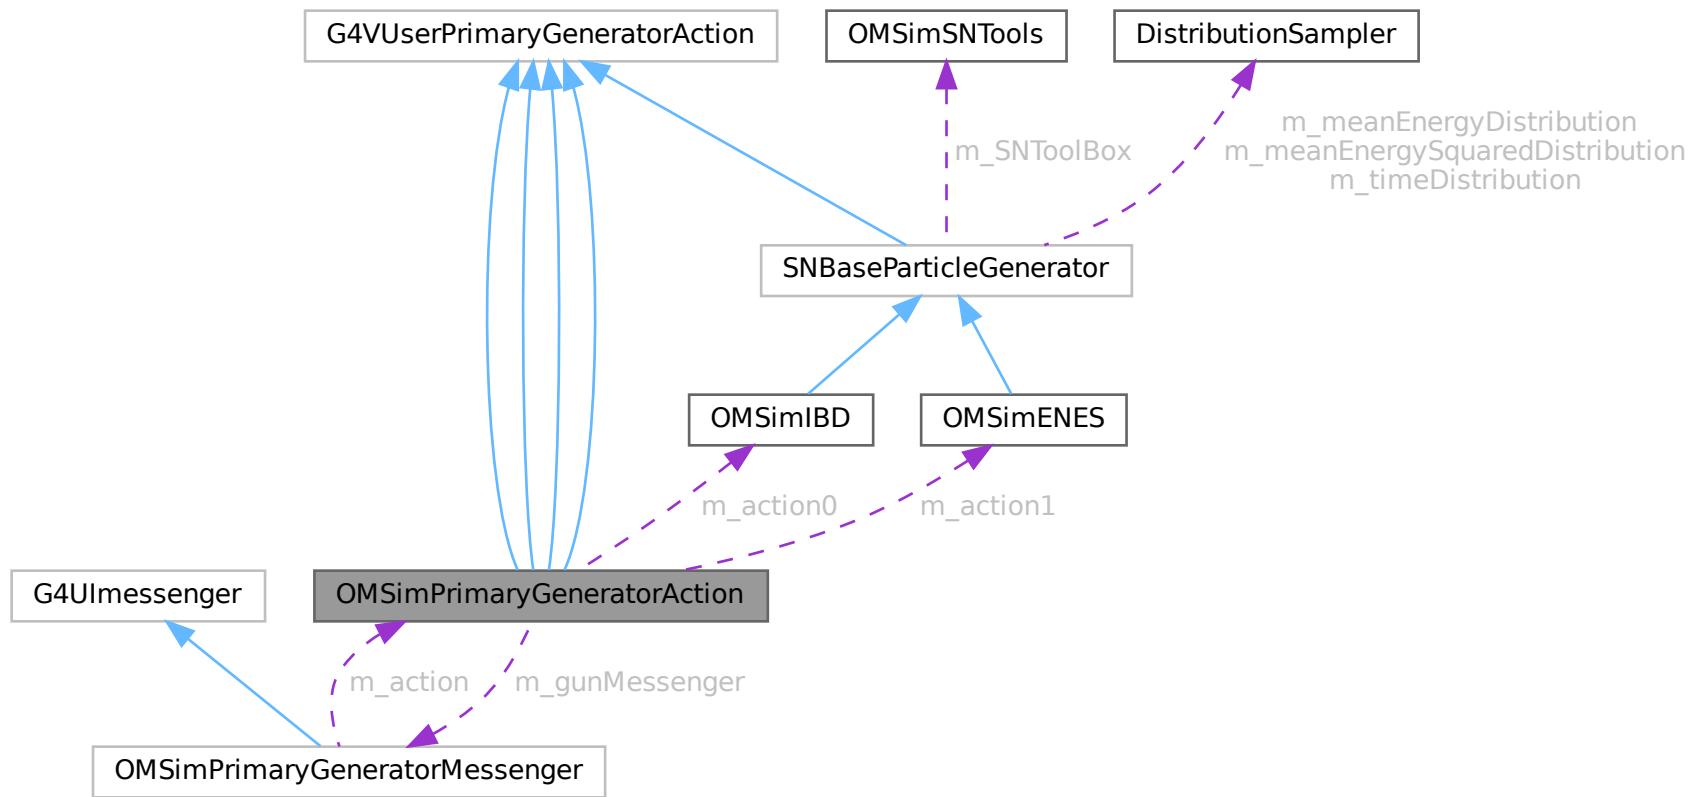 G4VUserPrimaryGeneratorAction
OMSimSNTools
DistributionSampler
m_SNToolBox
m_meanEnergyDistribution
m_meanEnergySquaredDistribution
m_timeDistribution
SNBaseParticleGenerator
OMSimIBD
OMSimENES
m_action0
m_action1
G4UImessenger
OMSimPrimaryGeneratorAction
m_action
m_gunMessenger
OMSimPrimaryGeneratorMessenger